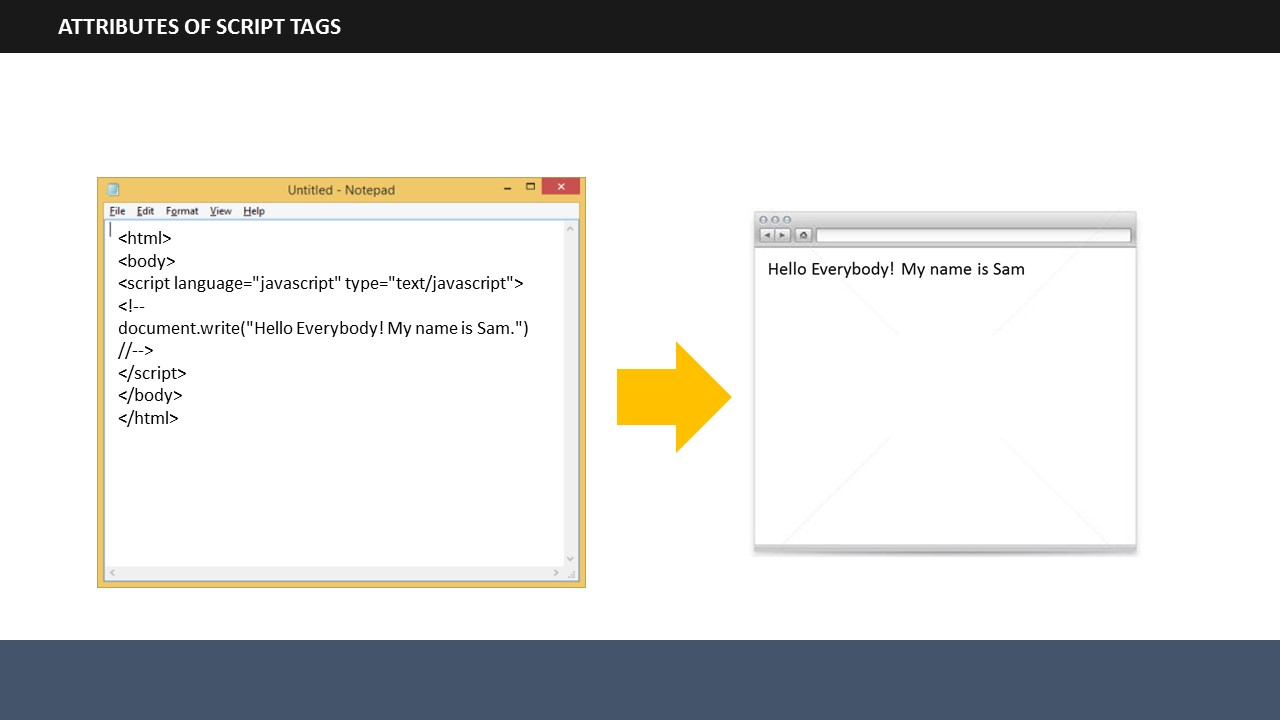 ATTRIBUTES OF SCRIPT TAGS
Untitled - Notepad
File Edit Format View Help
<html>
<body>
<script language="javascript" type="text/javascript">
<!--
document.write("Hello Everybody! My name is Sam.")
//-->
</script>
</body>
</html>
Hello Everybody! My name is Sam